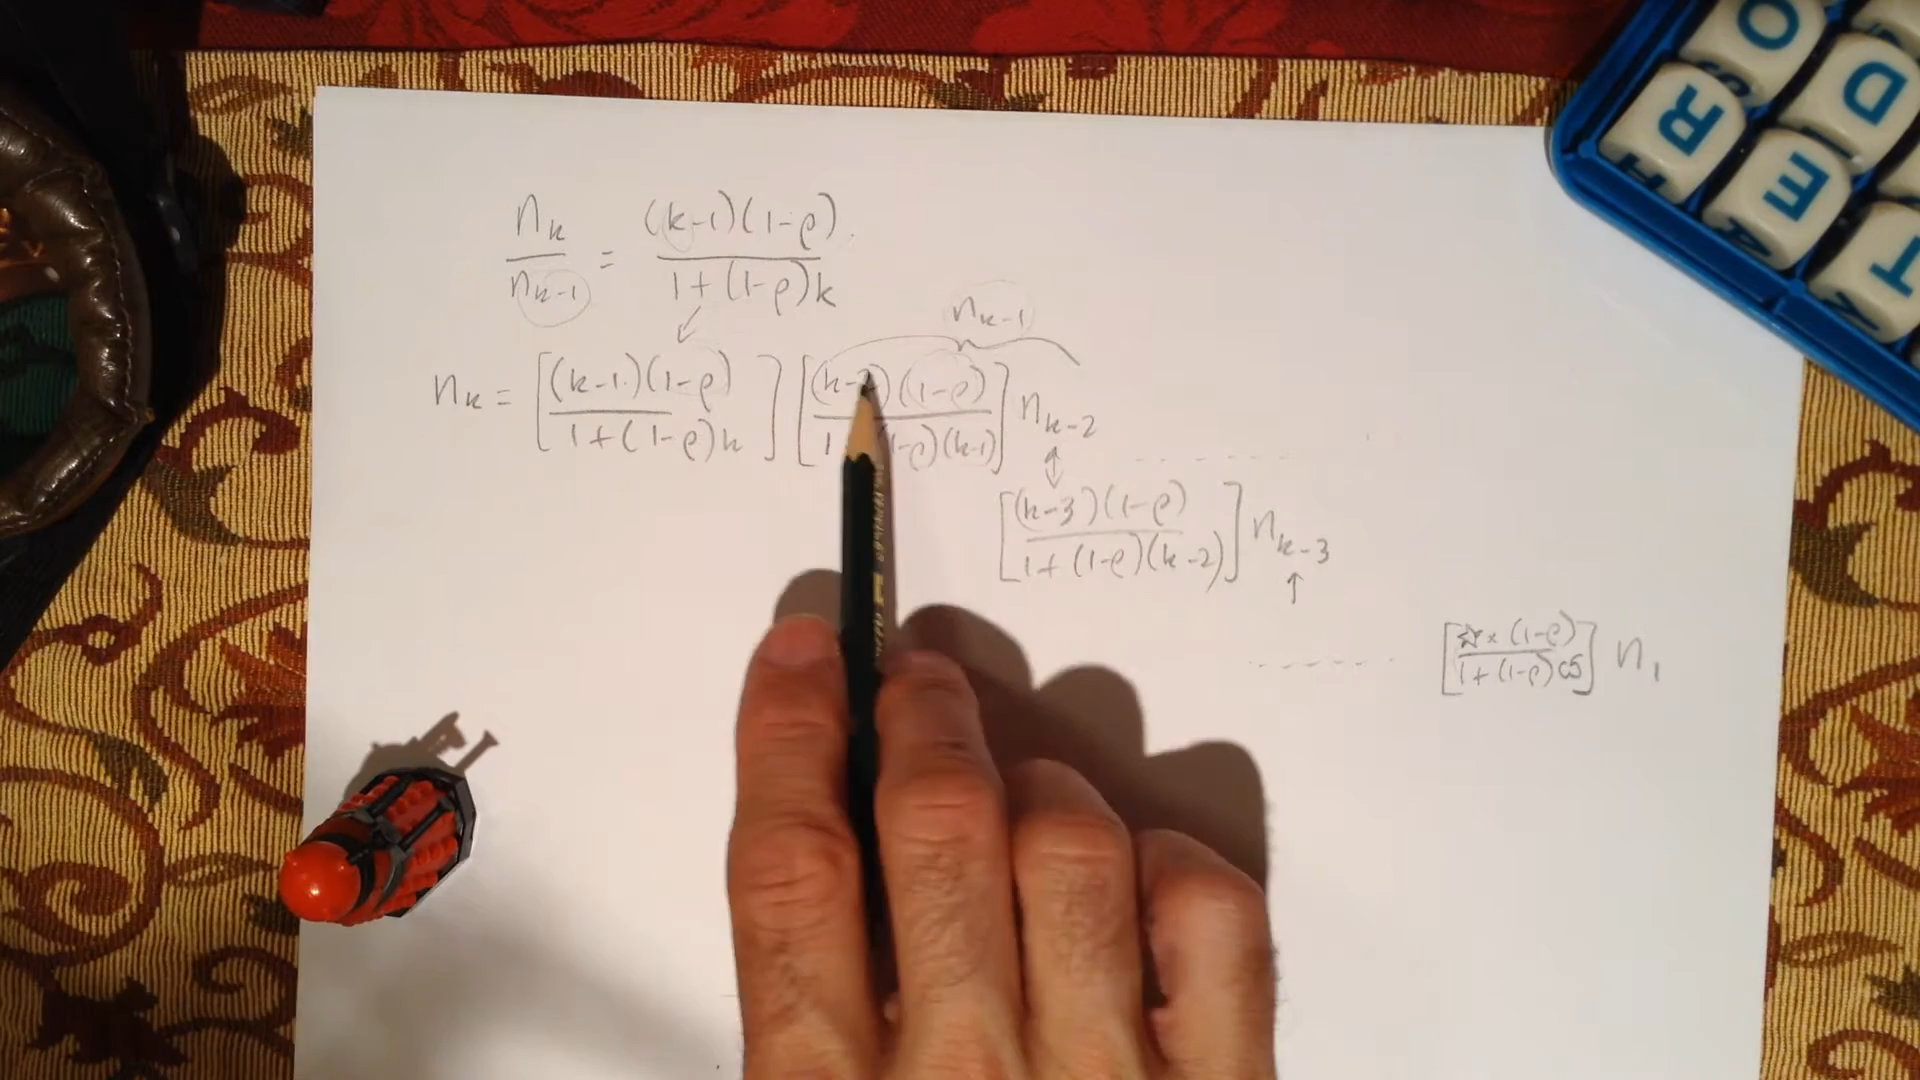 n_k / n_{k-1} = (k-1)(1-ρ) / 1+(1-ρ)k
n_{k-1}
n_k = [(k-1)(1-ρ) / 1+(1-ρ)k] [(k-2)(1-ρ) / 1+(1-ρ)(k-1)] n_{k-2}
[(k-3)(1-ρ) / 1+(1-ρ)(k-2)] n_{k-3}
[☆×(1-ρ) / 1+(1-ρ)] n_1
O
D
R
E
T